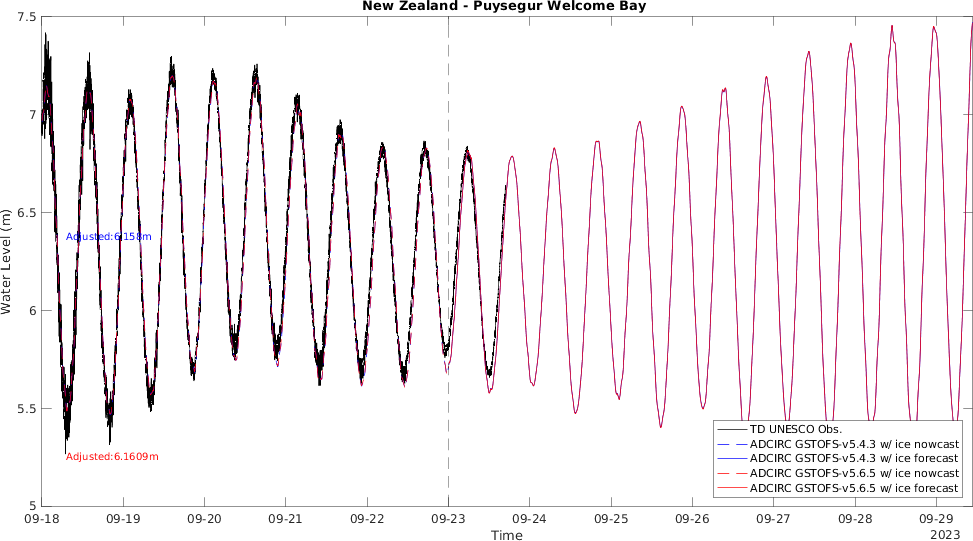 New Zealand - Puysegur Welcome Bay
7.5
7
6.5
6
5.5
5
Water Level (m)
Adjusted:6.158m
Adjusted:6.1609m
TD UNESCO Obs.
ADCIRC GSTOFS-v5.4.3 w/ ice nowcast
ADCIRC GSTOFS-v5.4.3 w/ ice forecast
ADCIRC GSTOFS-v5.6.5 w/ ice nowcast
ADCIRC GSTOFS-v5.6.5 w/ ice forecast
09-18 09-19 09-20 09-21 09-22 09-23 09-24 09-25 09-26 09-27 09-28 09-29
Time
2023